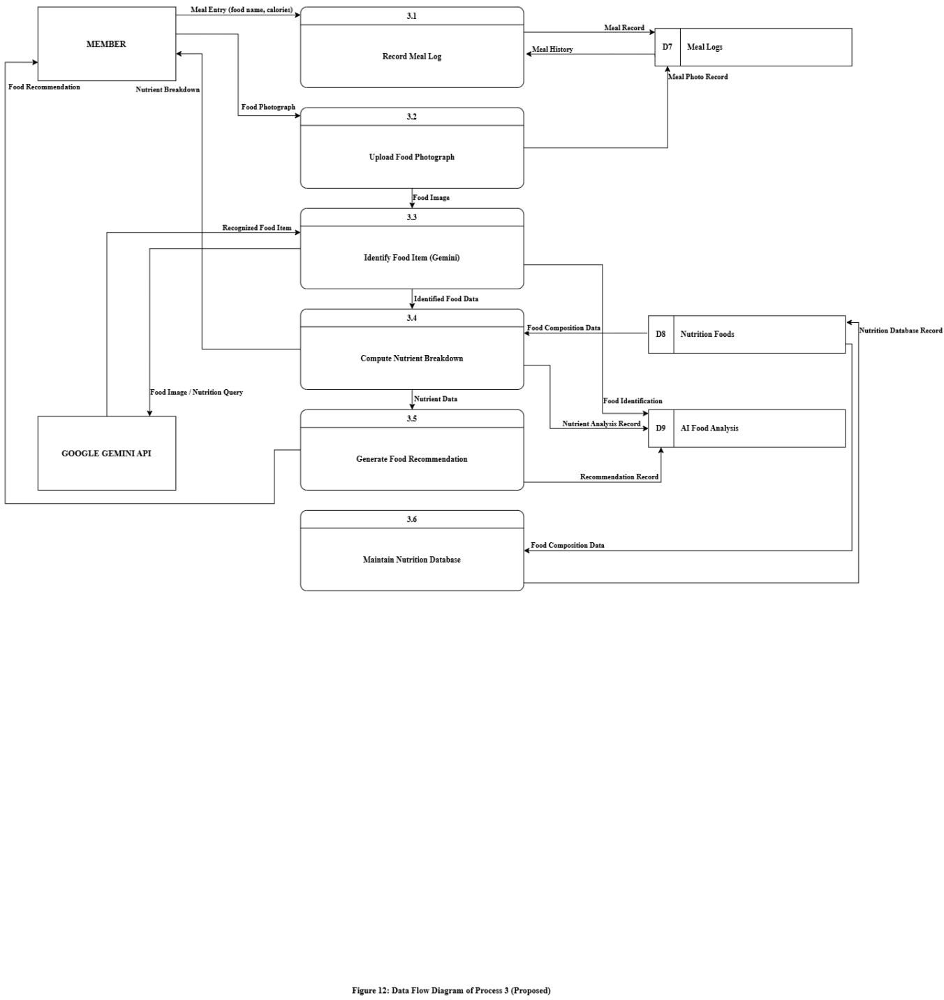 Meal Entry (food name, calories)
3.1
Meal Record
MEMBER
Record Meal Log
Meal History
D7
Meal Logs
Food Recommendation
Nutrient Breakdown
Meal Photo Record
Food Photograph
3.2
Upload Food Photograph
Food Image
3.3
Recognized Food Item
Identify Food Item (Gemini)
Identified Food Data
3.4
Food Composition Data
D8
Nutrition Foods
Nutrition Database Record
Compute Nutrient Breakdown
Food Image / Nutrition Query
Nutrient Data
Food Identification
3.5
Nutrient Analysis Record
D9
AI Food Analysis
GOOGLE GEMINI API
Generate Food Recommendation
Recommendation Record
3.6
Food Composition Data
Maintain Nutrition Database
Figure 12: Data Flow Diagram of Process 3 (Proposed)